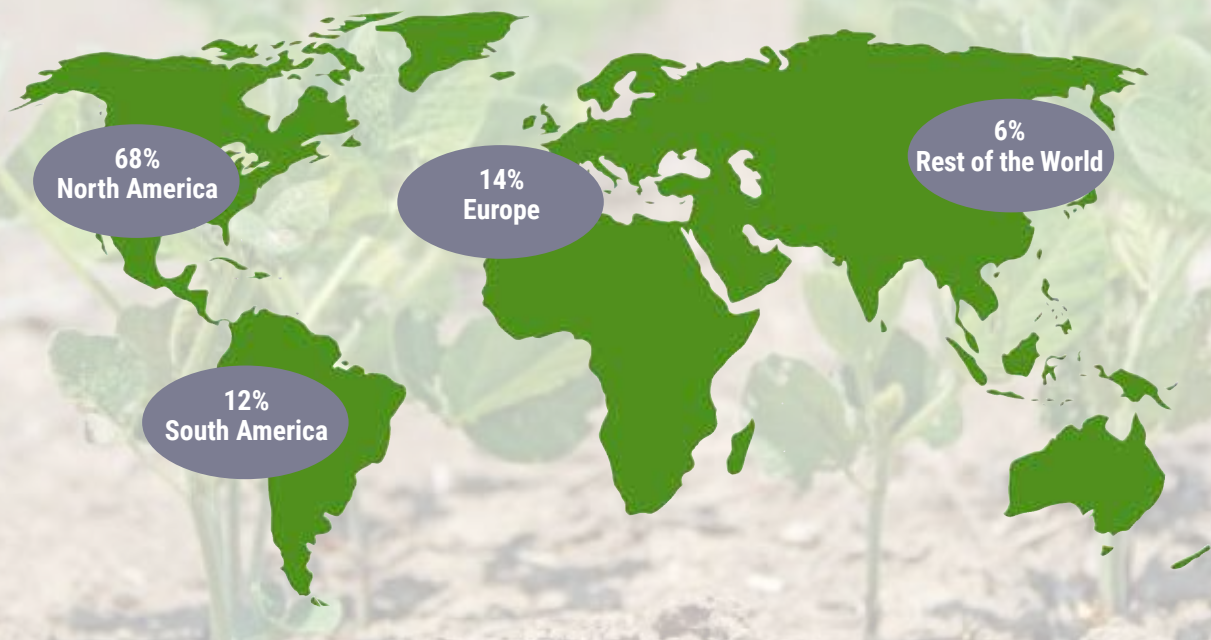 68%
North America
14%
Europe
6%
Rest of the World
12%
South America